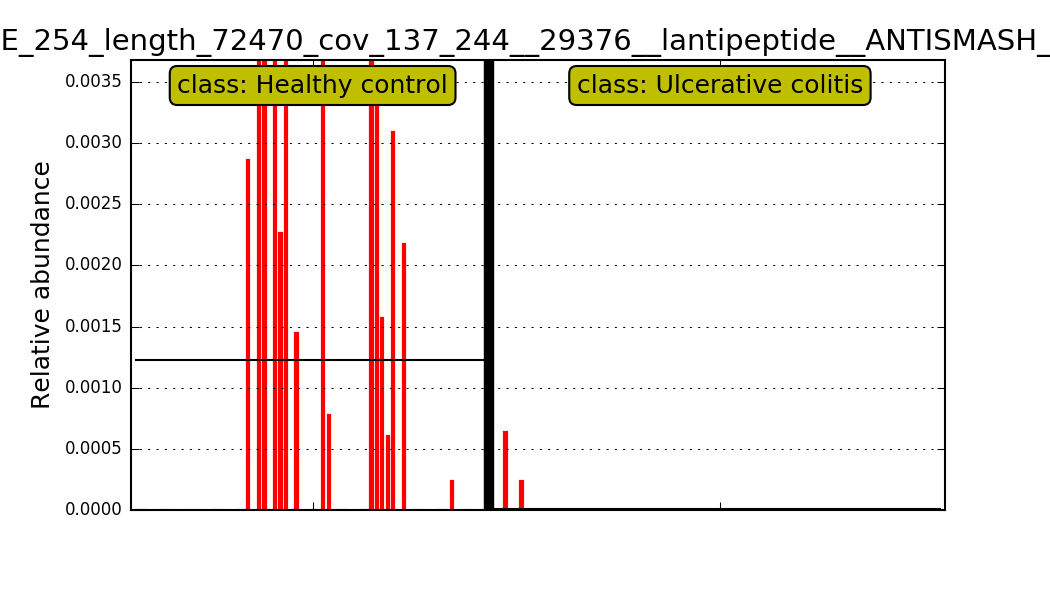 E_254_length_72470_cov_137_244__29376__lantipeptide__ANTISMASH_
class: Healthy control
class: Ulcerative colitis
Relative abundance
0.0035
0.0030
0.0025
0.0020
0.0015
0.0010
0.0005
0.0000